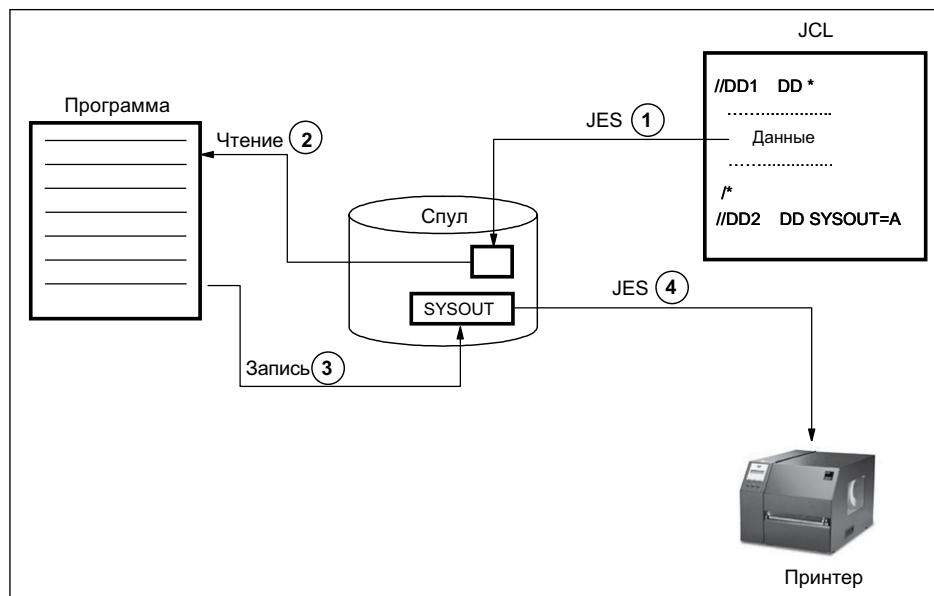 JCL
//DD1 DD *
....................
Данные
....................
/*
//DD2 DD SYSOUT=A
JES 1
Программа
Чтение 2
Спул
SYSOUT
JES 4
Запись 3
Принтер